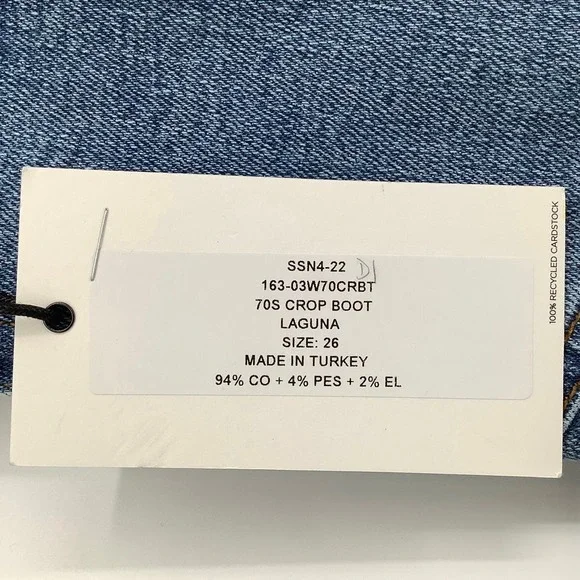 SSN4-22 D1
163-03W70CRBT
70S CROP BOOT
LAGUNA
SIZE: 26
MADE IN TURKEY
94% CO + 4% PES + 2% EL
100% RECYCLED CARDSTOCK